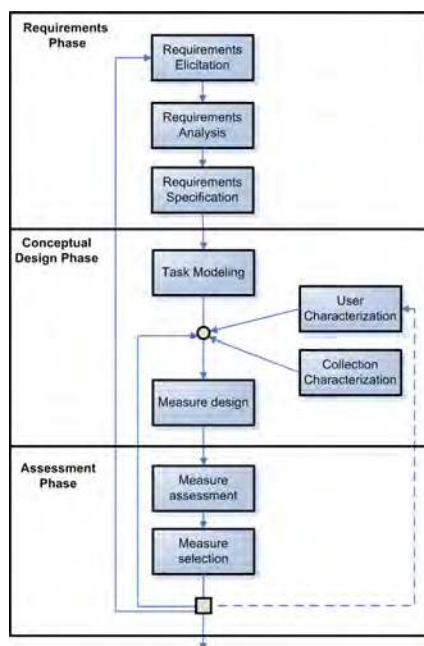 Requirements
Phase
Requirements
Elicitation
Requirements
Analysis
Requirements
Specification
Conceptual
Design Phase
Task Modeling
User
Characterization
Collection
Characterization
Measure design
Assessment
Phase
Measure
assessment
Measure
selection